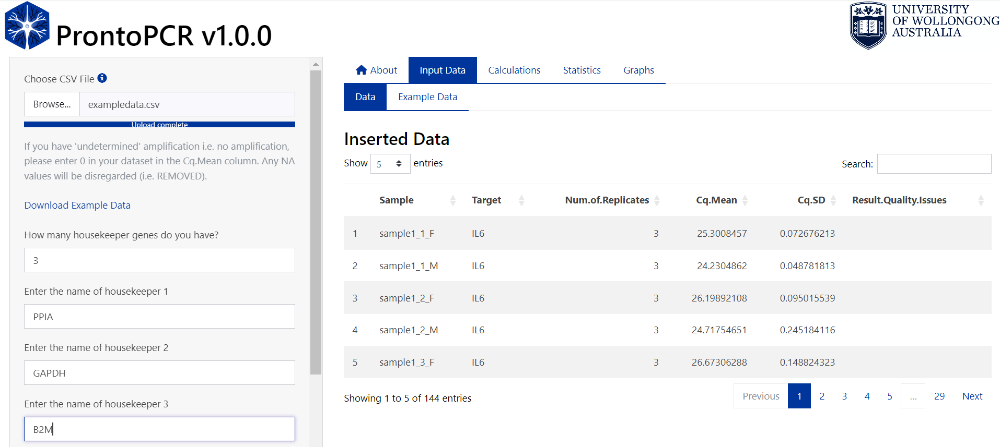 ProntoPCR v1.0.0
UNIVERSITY
OF WOLLONGONG
AUSTRALIA
Choose CSV File
Browse... exampledata.csv
Upload complete
If you have 'undetermined' amplification i.e. no amplification,
please enter 0 in your dataset in the Cq.Mean column. Any NA
values will be disregarded (i.e. REMOVED).
Download Example Data
How many housekeeper genes do you have?
3
Enter the name of housekeeper 1
PPIA
Enter the name of housekeeper 2
GAPDH
Enter the name of housekeeper 3
B2M
About Input Data Calculations Statistics Graphs
Data Example Data
Inserted Data
Show 5 entries Search:
Sample Target Num.of.Replicates Cq.Mean Cq.SD Result.Quality.Issues
1 sample1_1_F IL6 3 25.3008457 0.072676213
2 sample1_1_M IL6 3 24.2304862 0.048781813
3 sample1_2_F IL6 3 26.19892108 0.095015539
4 sample1_2_M IL6 3 24.71754651 0.245184116
5 sample1_3_F IL6 3 26.67306288 0.148824323
Showing 1 to 5 of 144 entries Previous 1 2 3 4 5 ... 29 Next